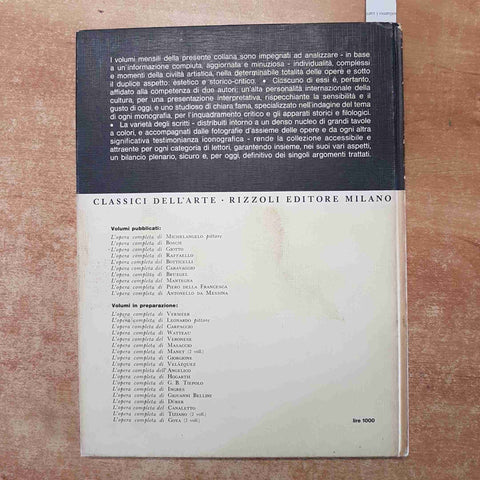 I volumi mensili della presente collana sono impegnati ad analizzare - in base
a un'informazione compiuta, aggiornata e minuziosa - individualità, complessi
e momenti della civiltà artistica, nella determinabile totalità delle opere e sotto
il duplice aspetto: estetico e storico-critico. • Ciascuno di essi è, pertanto,
affidato alla competenza di due autori; un'alta personalità internazionale della
cultura, per una presentazione interpretativa, rispecchiante la sensibilità e il
gusto di oggi, e uno studioso di chiara fama, specializzato nell'indagine del tema
di ogni monografia, per l'inquadramento critico e gli apparati storici e filologici.
• La varietà degli scritti - distribuiti intorno a un denso nucleo di grandi tavole
a colori, e accompagnati dalle fotografie d'assieme delle opere e da ogni altra
significativa testimonianza iconografica - rende la collezione accessibile e
attraente per ogni categoria di lettori, garantendo insieme, nei suoi vari aspetti,
un bilancio plenario, sicuro e, per oggi, definitivo dei singoli argomenti trattati.
CLASSICI DELL'ARTE · RIZZOLI EDITORE MILANO
Volumi pubblicati:
L'opera completa di MICHELANGELO pittore
L'opera completa di BOSCH
L'opera completa di GIOTTO
L'opera completa di RAFFAELLO
L'opera completa del BOTTICELLI
L'opera completa del CARAVAGGIO
L'opera completa di BRUEGEL
L'opera completa del MANTEGNA
L'opera completa di PIERO DELLA FRANCESCA
L'opera completa di ANTONELLO DA MESSINA
Volumi in preparazione:
L'opera completa di VERMEER
L'opera completa di LEONARDO pittore
L'opera completa del CARPACCIO
L'opera completa di WATTEAU
L'opera completa del VERONESE
L'opera completa di MASACCIO
L'opera completa di MANET (2 voll.)
L'opera completa di GIORGIONE
L'opera completa di VELÁZQUEZ
L'opera completa dell'ANGELICO
L'opera completa di HOGARTH
L'opera completa di G. B. TIEPOLO
L'opera completa di INGRES
L'opera completa di GIOVANNI BELLINI
L'opera completa di DÜRER
L'opera completa del CANALETTO
L'opera completa di TIZIANO (2 voll.)
L'opera completa di GOYA (2 voll.)
lire 1000